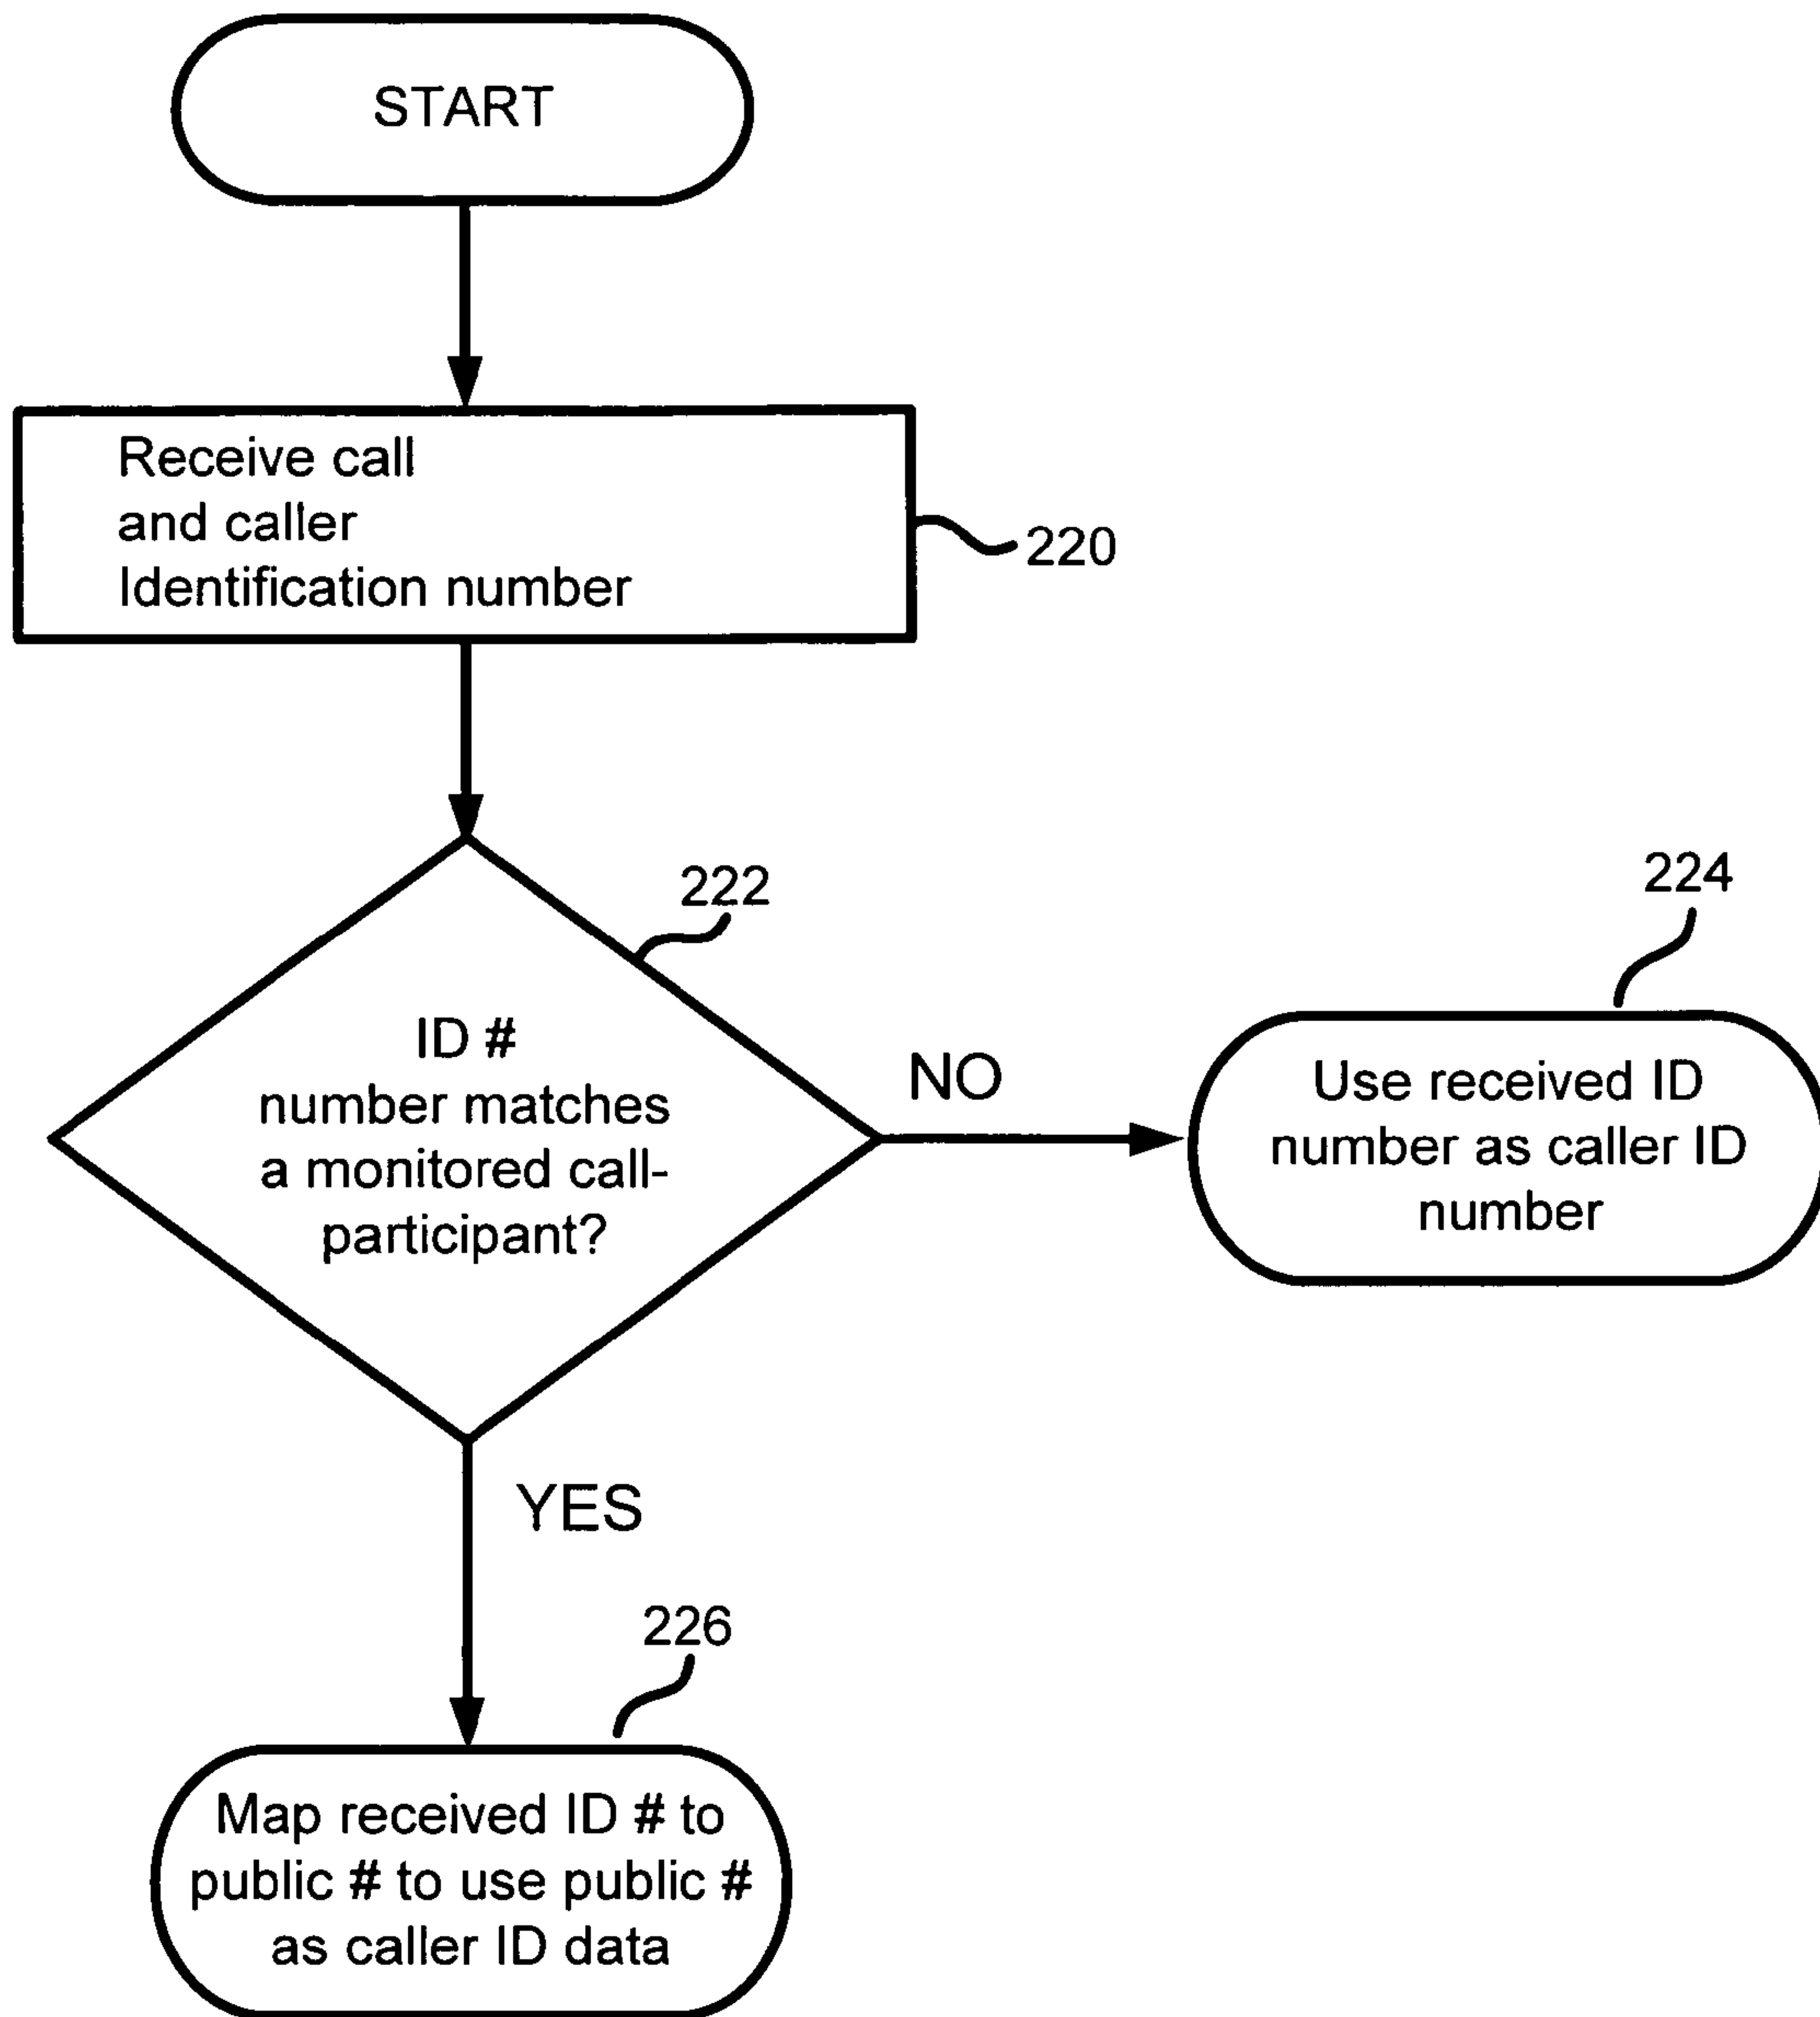 START
Receive call
and caller
Identification number
220
222
ID #
number matches
a monitored call-
participant?
NO
224
Use received ID
number as caller ID
number
YES
226
Map received ID # to
public # to use public #
as caller ID data